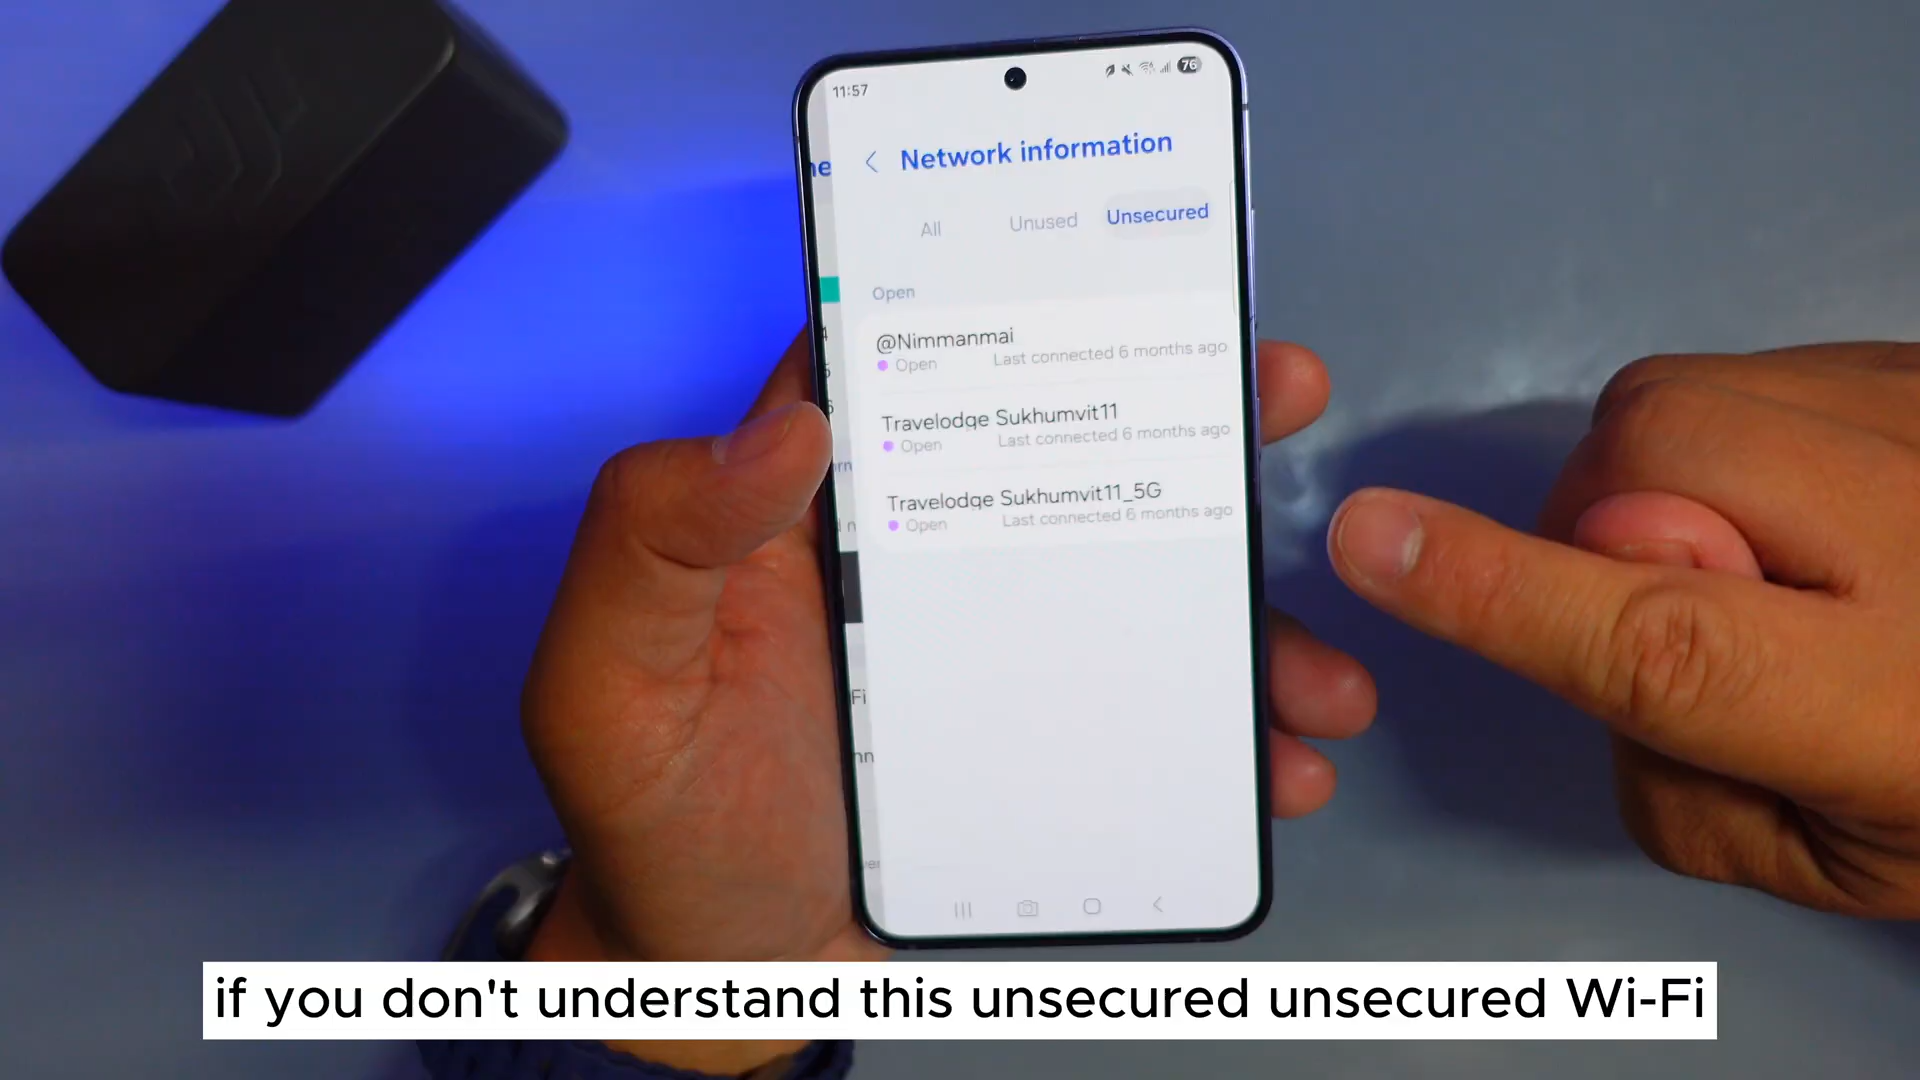 11:57
76
Network information
All
Unused
Unsecured
Open
@Nimmanmai
Open
Last connected 6 months ago
Travelodge Sukhumvit11
Open
Last connected 6 months ago
Travelodge Sukhumvit11_5G
Open
Last connected 6 months ago
if you don't understand this unsecured unsecured Wi-Fi